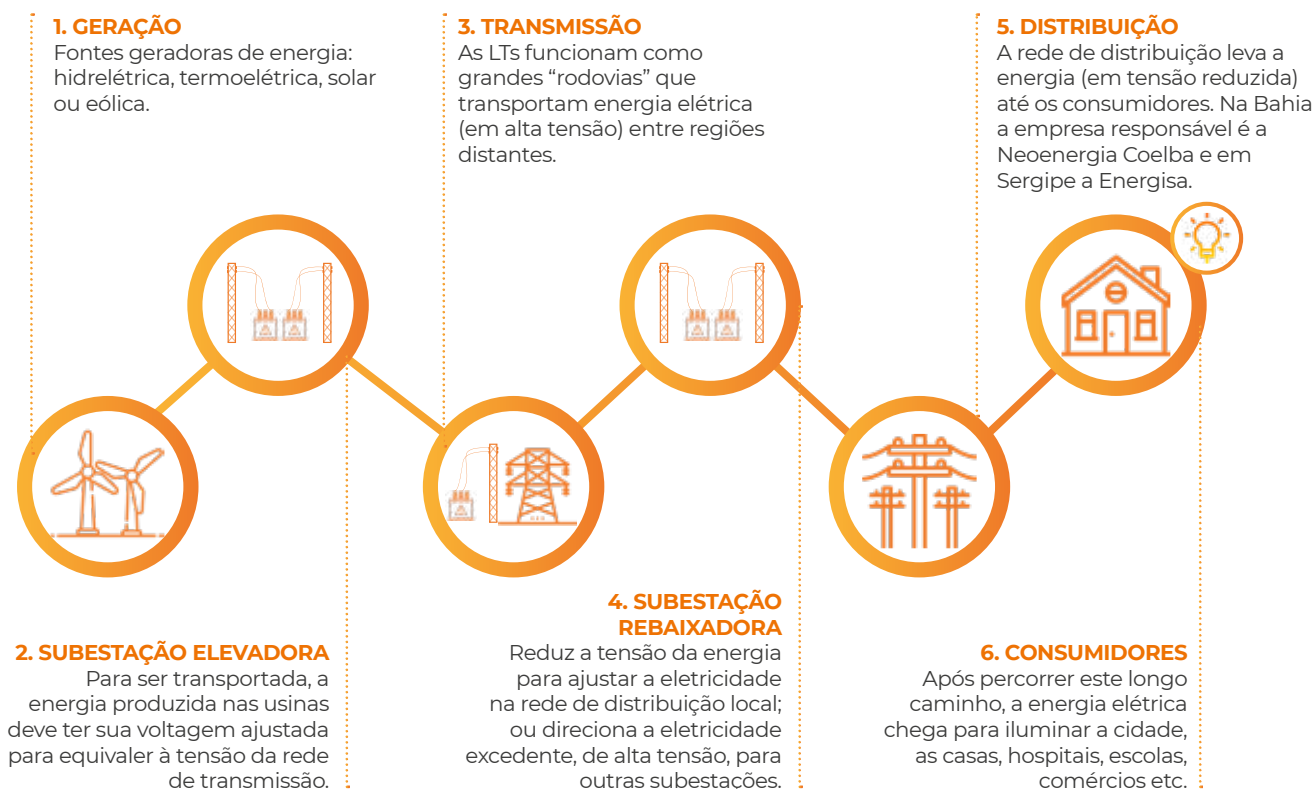 1. GERAÇÃO
Fontes geradoras de energia:
hidrelétrica, termoelétrica, solar
ou eólica.
2. SUBESTAÇÃO ELEVADORA
Para ser transportada, a
energia produzida nas usinas
deve ter sua voltagem ajustada
para equivaler à tensão da rede
de transmissão.
3. TRANSMISSÃO
As LTs funcionam como
grandes “rodovias” que
transportam energia elétrica
(em alta tensão) entre regiões
distantes.
4. SUBESTAÇÃO
REBAIXADORA
Reduz a tensão da energia
para ajustar a eletricidade
na rede de distribuição local;
ou direciona a eletricidade
excedente, de alta tensão, para
outras subestações.
5. DISTRIBUIÇÃO
A rede de distribuição leva a
energia (em tensão reduzida)
até os consumidores. Na Bahia
a empresa responsável é a
Neoenergia Coelba e em
Sergipe a Energisa.
6. CONSUMIDORES
Após percorrer este longo
caminho, a energia elétrica
chega para iluminar a cidade,
as casas, hospitais, escolas,
comércios etc.